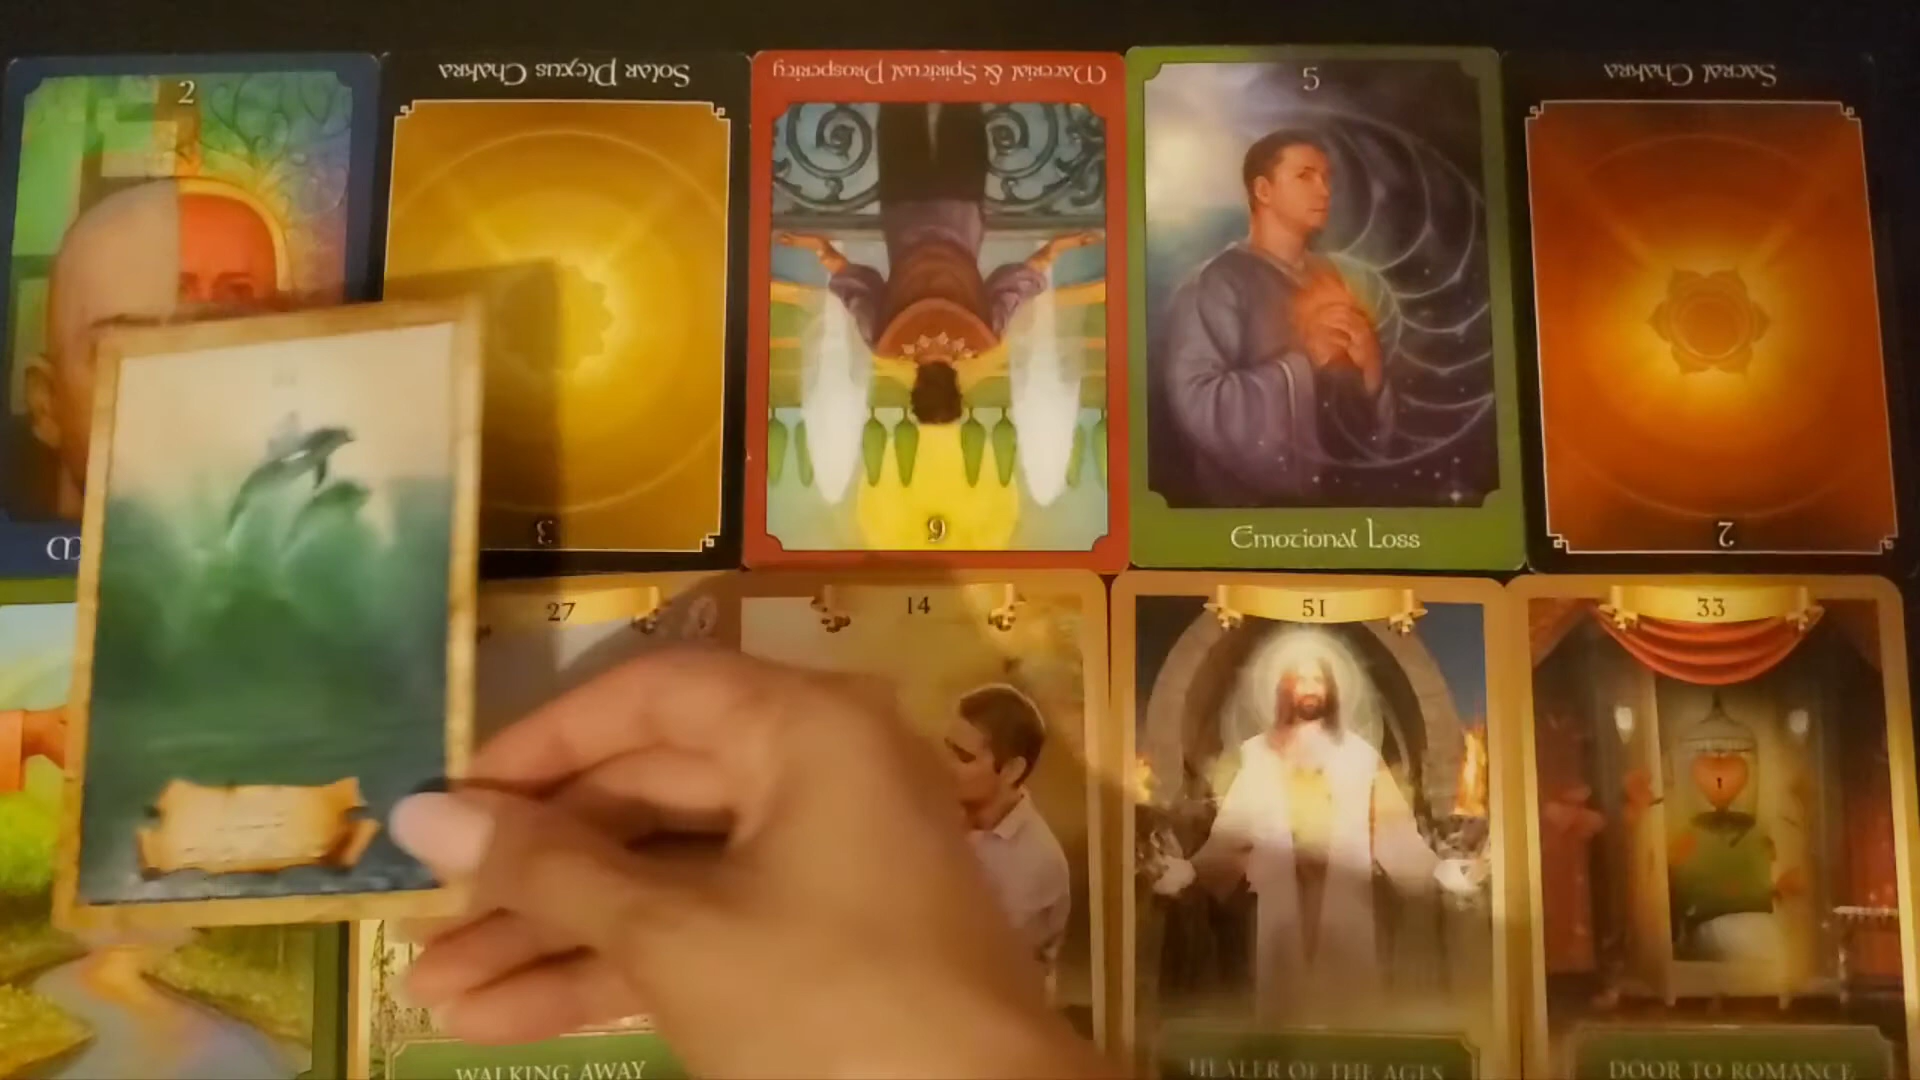 2
Solar Plexus Chakra
3
Material & Spiritual Prosperity
6
5
Emotional Loss
Sacral Chakra
2
27
WALKING AWAY
14
51
HEALER OF THE AGES
33
DOOR TO ROMANCE